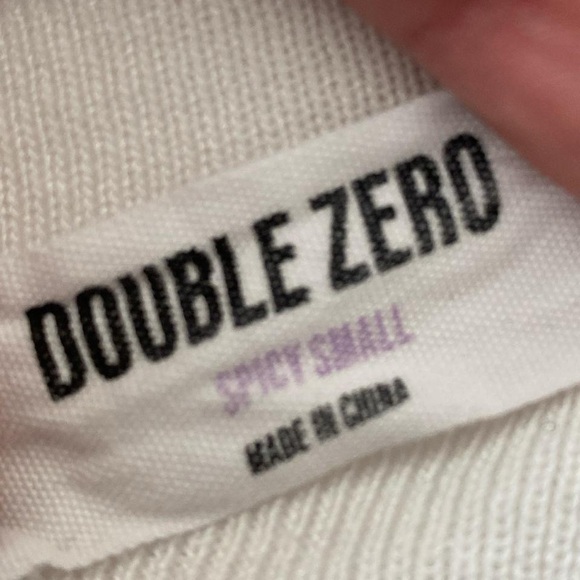 DOUBLE ZERO
SPICY SMALL
MADE IN CHINA